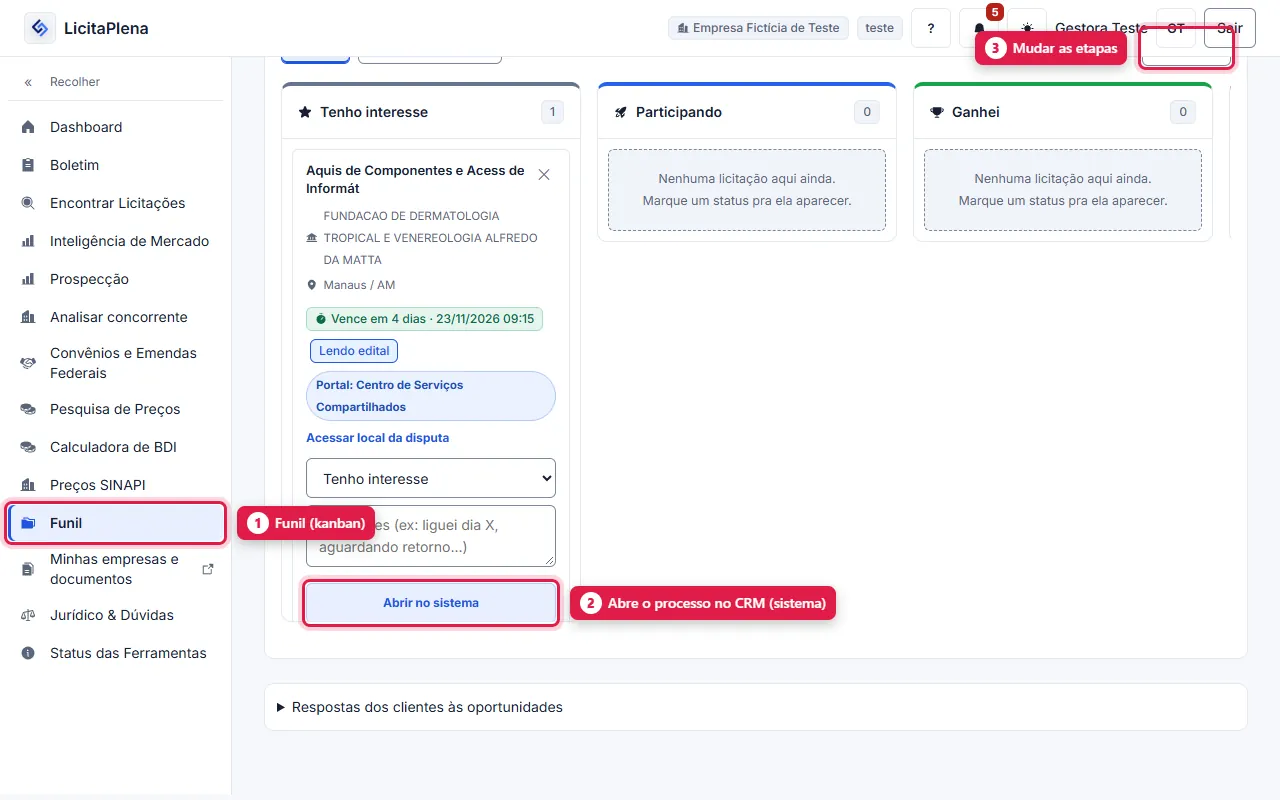 LicitaPlena
Empresa Fictícia de Teste
teste
?
5
Gestora Teste
GT
Sair
3 Mudar as etapas
« Recolher
Dashboard
Boletim
Encontrar Licitações
Inteligência de Mercado
Prospecção
Analisar concorrente
Convênios e Emendas
Federais
Pesquisa de Preços
Calculadora de BDI
Preços SINAPI
Funil
1 Funil (kanban)
Minhas empresas e
documentos
Jurídico & Dúvidas
Status das Ferramentas
Tenho interesse
1
Aquis de Componentes e Acess de
Informát
FUNDACAO DE DERMATOLOGIA
TROPICAL E VENEREOLOGIA ALFREDO
DA MATTA
Manaus / AM
Vence em 4 dias · 23/11/2026 09:15
Lendo edital
Portal: Centro de Serviços
Compartilhados
Acessar local da disputa
Tenho interesse
(ex: liguei dia X,
aguardando retorno...)
Abrir no sistema
2 Abre o processo no CRM (sistema)
Participando
0
Nenhuma licitação aqui ainda.
Marque um status pra ela aparecer.
Ganhei
0
Nenhuma licitação aqui ainda.
Marque um status pra ela aparecer.
Respostas dos clientes às oportunidades